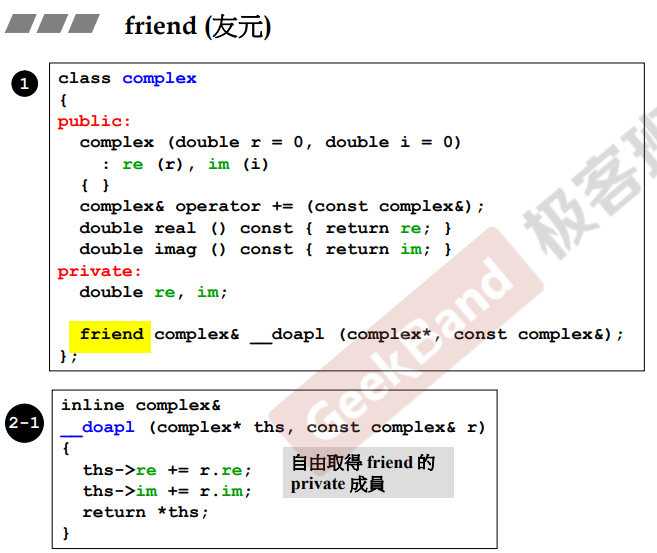 friend (友元)
1
class complex
{
public:
complex (double r = 0, double i = 0)
: re (r), im (i)
{ }
complex& operator += (const complex&);
double real () const { return re; }
double imag () const { return im; }
private:
double re, im;
friend complex& __doapl (complex*, const complex&);
};
2-1
inline complex&
__doapl (complex* ths, const complex& r)
{
ths->re += r.re;
ths->im += r.im;
return *ths;
}
自由取得 friend 的
private 成員
GeekBand 极客班